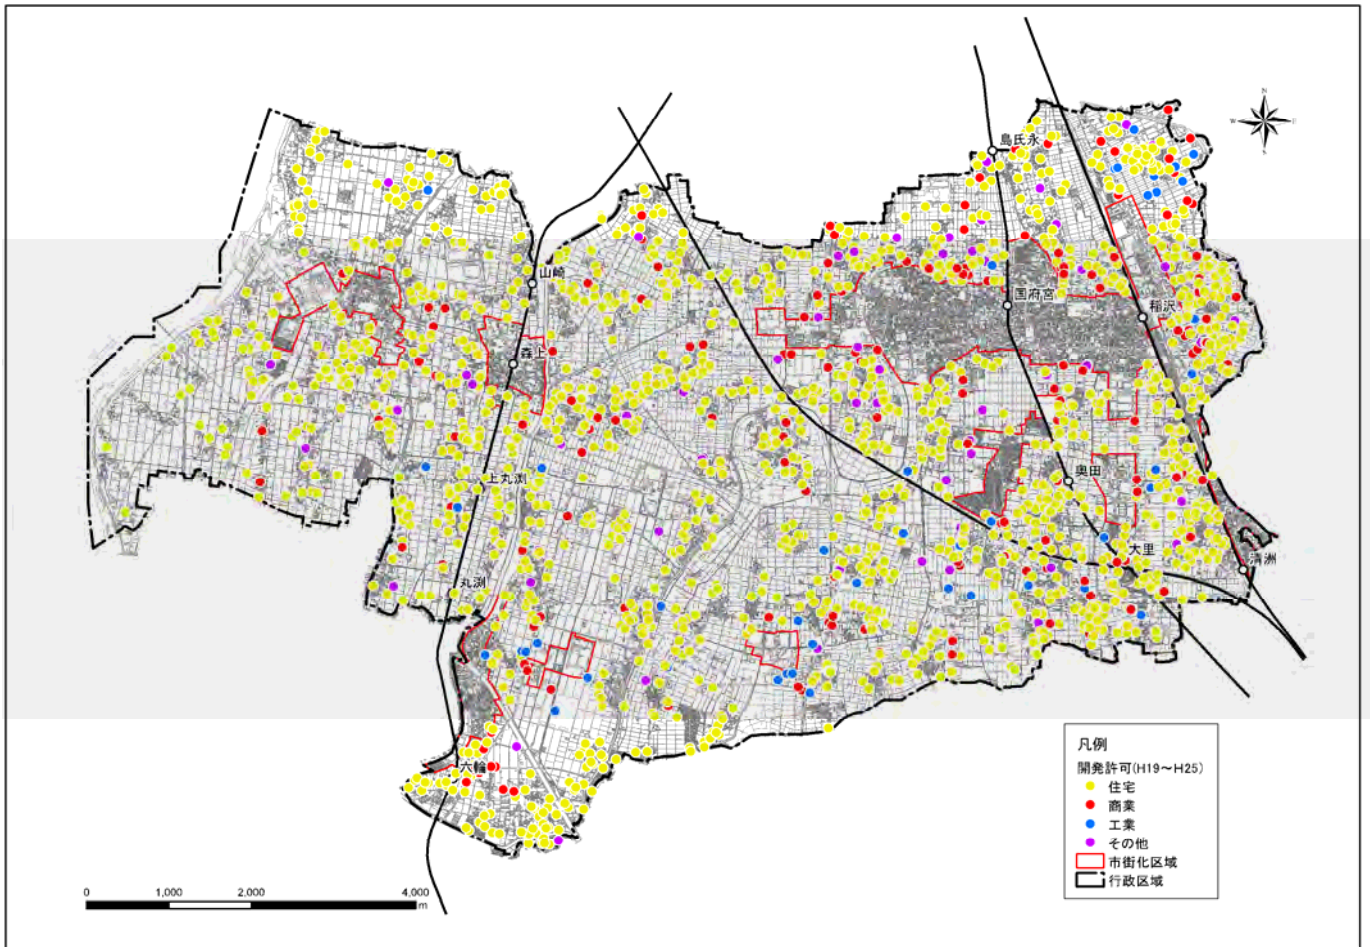 N
W E
S
島氏永
山崎
国府宮
稲沢
森上
奥田
上丸渕
大里
清洲
丸渕
六輪
凡例
開発許可(H19～H25)
住宅
商業
工業
その他
市街化区域
行政区域
0 1,000 2,000 4,000
m